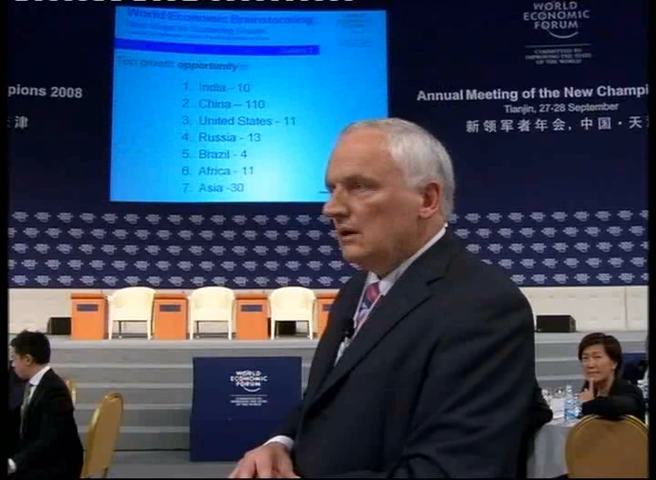 World Economic Brainstorming:
Top growth opportunity:
1. India - 10
2. China – 110
3. United States - 11
4. Russia - 13
5. Brazil - 4
6. Africa - 11
7. Asia -30
WORLD
ECONOMIC
FORUM
COMMITTED TO
IMPROVING THE STATE
OF THE WORLD
pions 2008
津
Annual Meeting of the New Champi
Tianjin, 27-28 September
新领军者年会, 中国·天
WORLD
ECONOMIC
FORUM